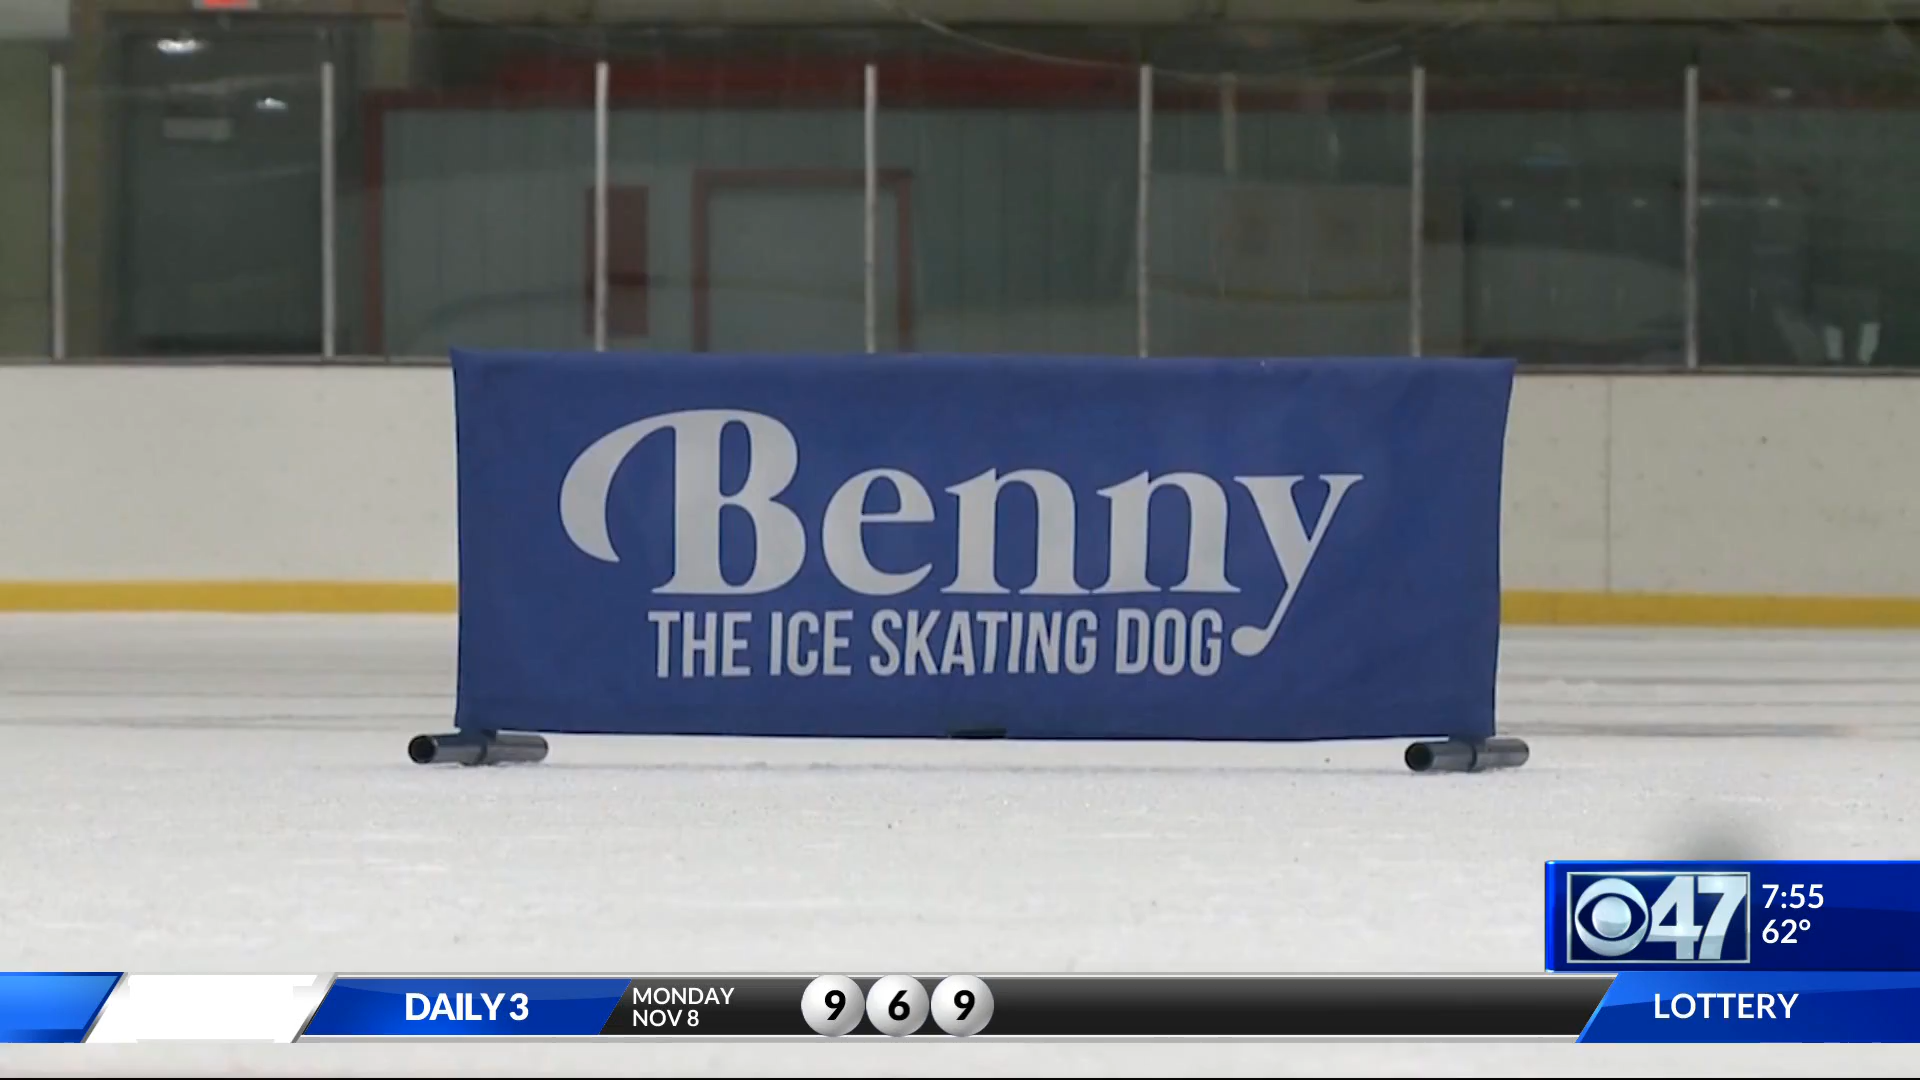 Benny
THE ICE SKATING DOG
47
7:55
62°
DAILY 3
MONDAY
NOV 8
9 6 9
LOTTERY